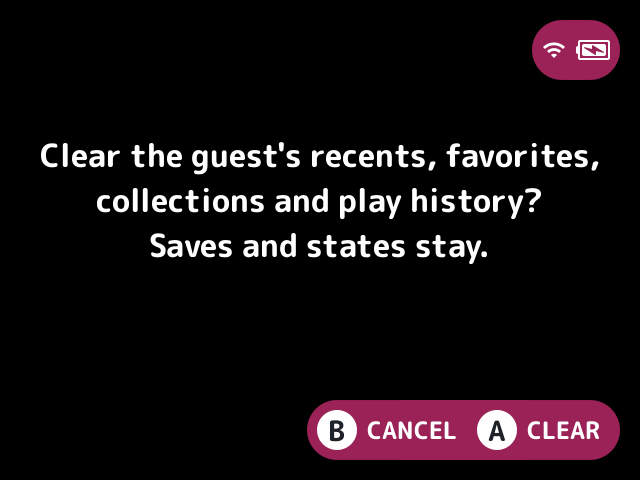 Clear the guest's recents, favorites,
collections and play history?
Saves and states stay.
B CANCEL A CLEAR